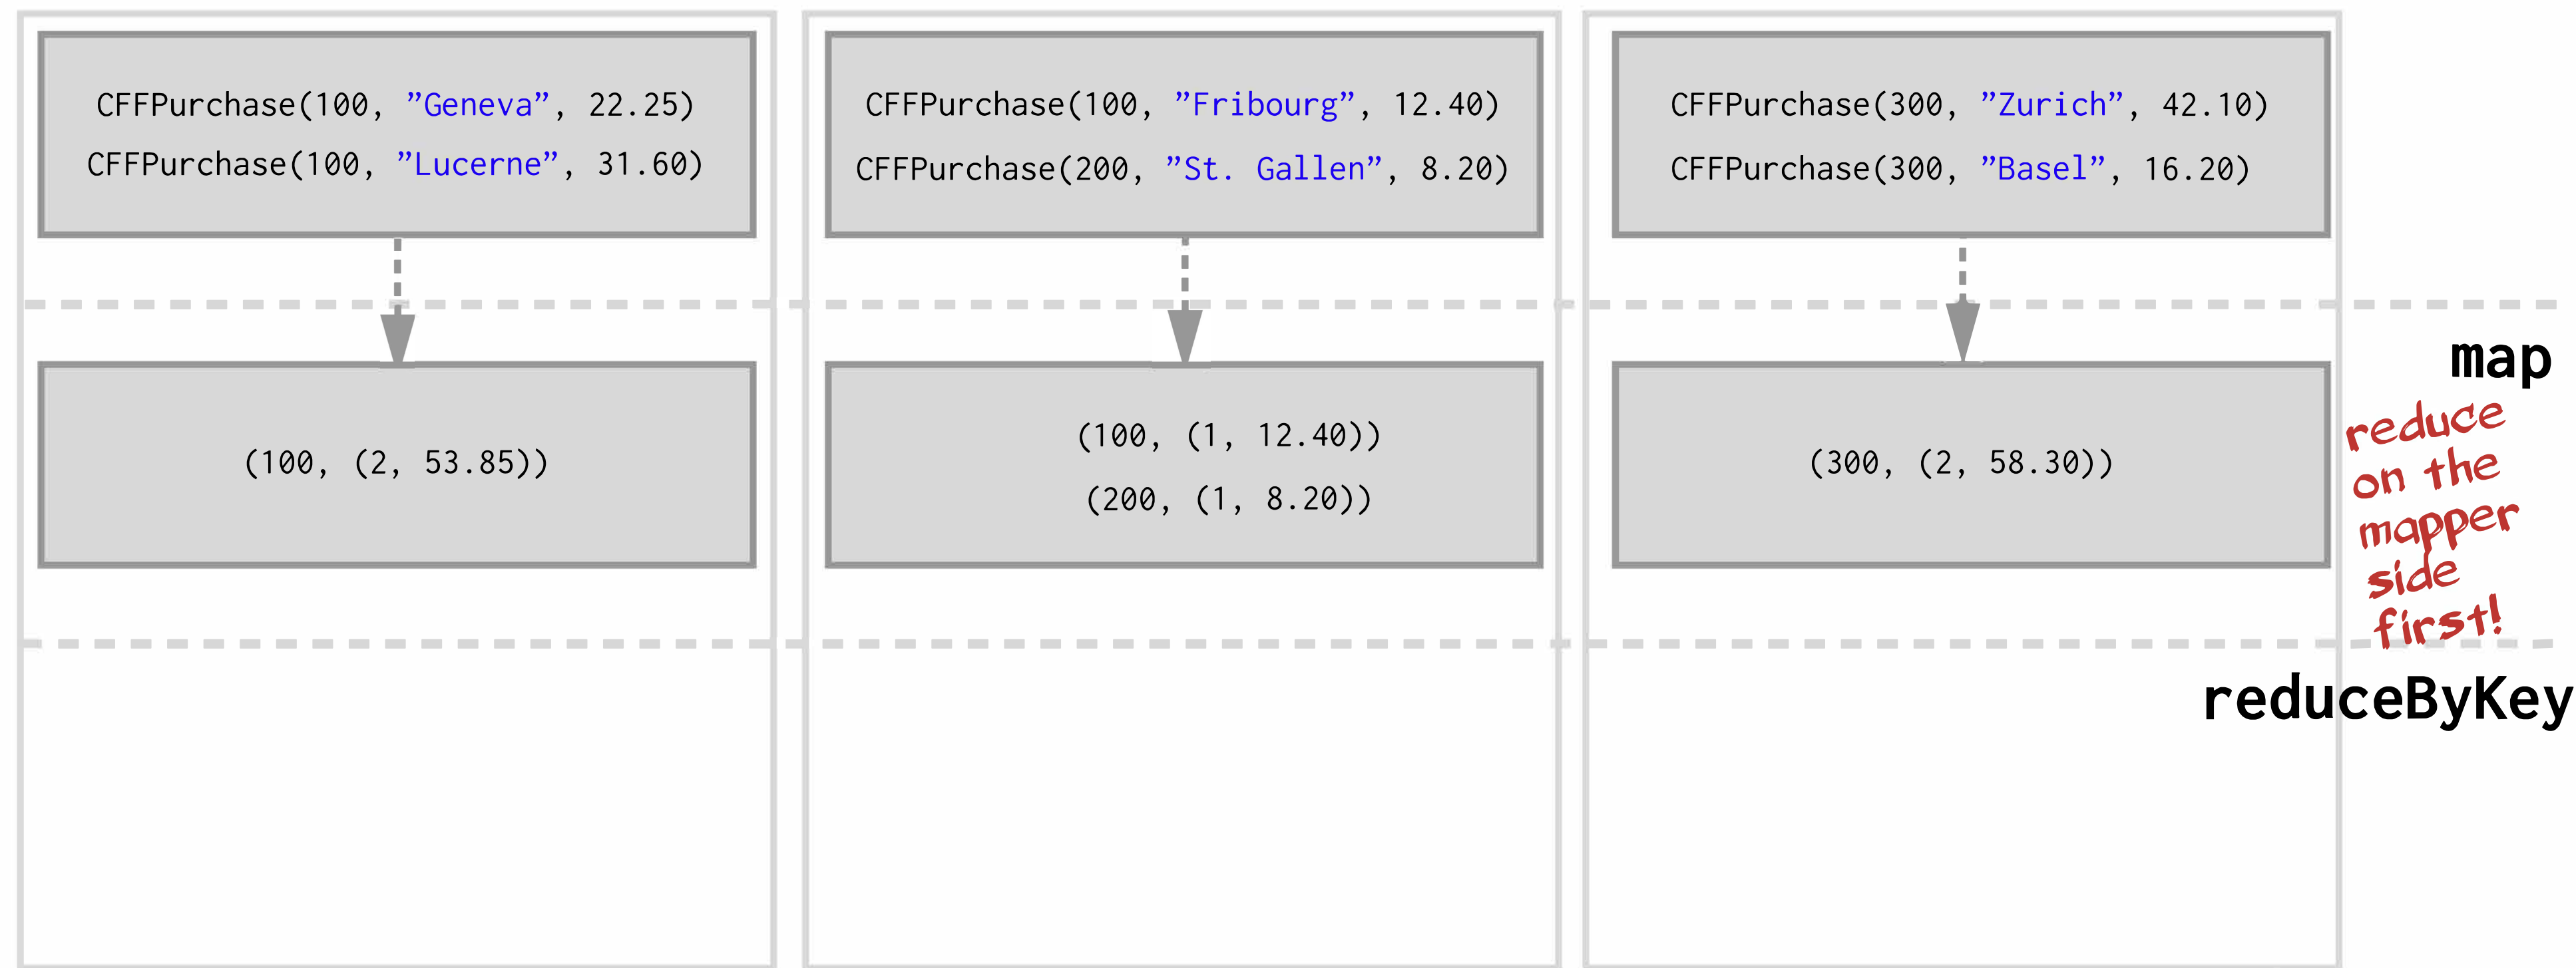 CFFPurchase(100, ”Geneva”, 22.25)
CFFPurchase(100, ”Lucerne”, 31.60)
CFFPurchase(100, ”Fribourg”, 12.40)
CFFPurchase(200, ”St. Gallen”, 8.20)
CFFPurchase(300, ”Zurich”, 42.10)
CFFPurchase(300, ”Basel”, 16.20)
map
(100, (2, 53.85))
(100, (1, 12.40))
(200, (1, 8.20))
(300, (2, 58.30))
reduce
on the
mapper
side
first!
reduceByKey